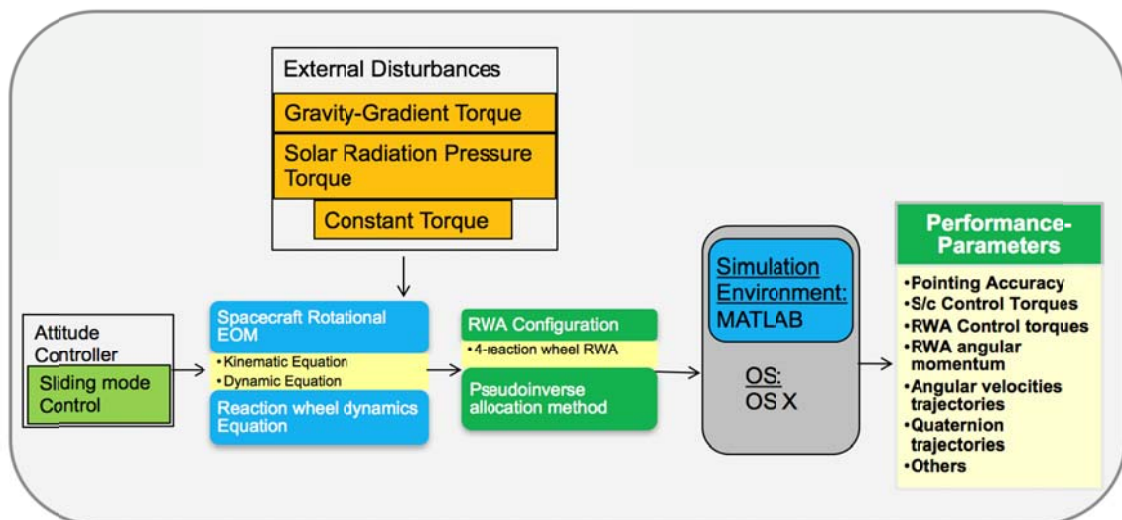 External Disturbances
Gravity-Gradient Torque
Solar Radiation Pressure
Torque
Constant Torque
Attitude
Controller
Sliding mode
Control
Spacecraft Rotational
EOM
•Kinematic Equation
•Dynamic Equation
Reaction wheel dynamics
Equation
RWA Configuration
•4-reaction wheel RWA
Pseudoinverse
allocation method
Simulation
Environment:
MATLAB
OS:
OS X
Performance-
Parameters
•Pointing Accuracy
•S/c Control Torques
•RWA Control torques
•RWA angular
momentum
•Angular velocities
trajectories
•Quaternion
trajectories
•Others